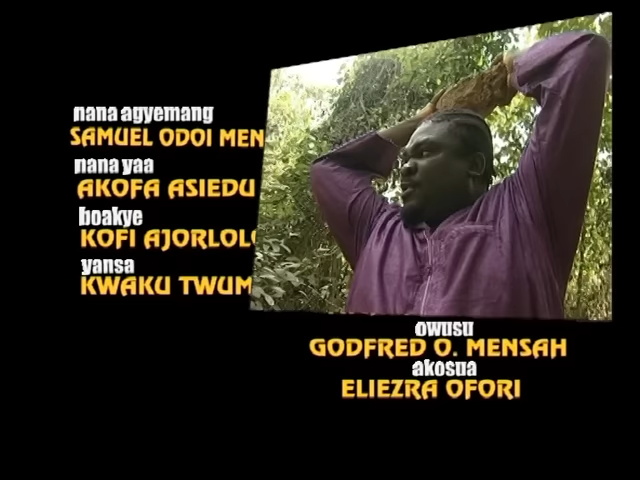 nana agyemang
SAMUEL ODOI MEN
nana yaa
AKOFA ASIEDU
boakye
KOFI AJORLOL
yansa
KWAKU TWUM
owusu
GODFRED O. MENSAH
akosua
ELIEZRA OFORI